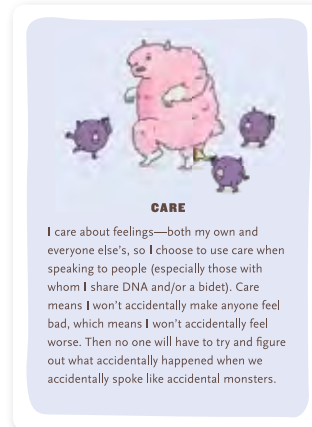 CARE
I care about feelings—both my own and
everyone else's, so I choose to use care when
speaking to people (especially those with
whom I share DNA and/or a bidet). Care
means I won't accidentally make anyone feel
bad, which means I won't accidentally feel
worse. Then no one will have to try and figure
out what accidentally happened when we
accidentally spoke like accidental monsters.